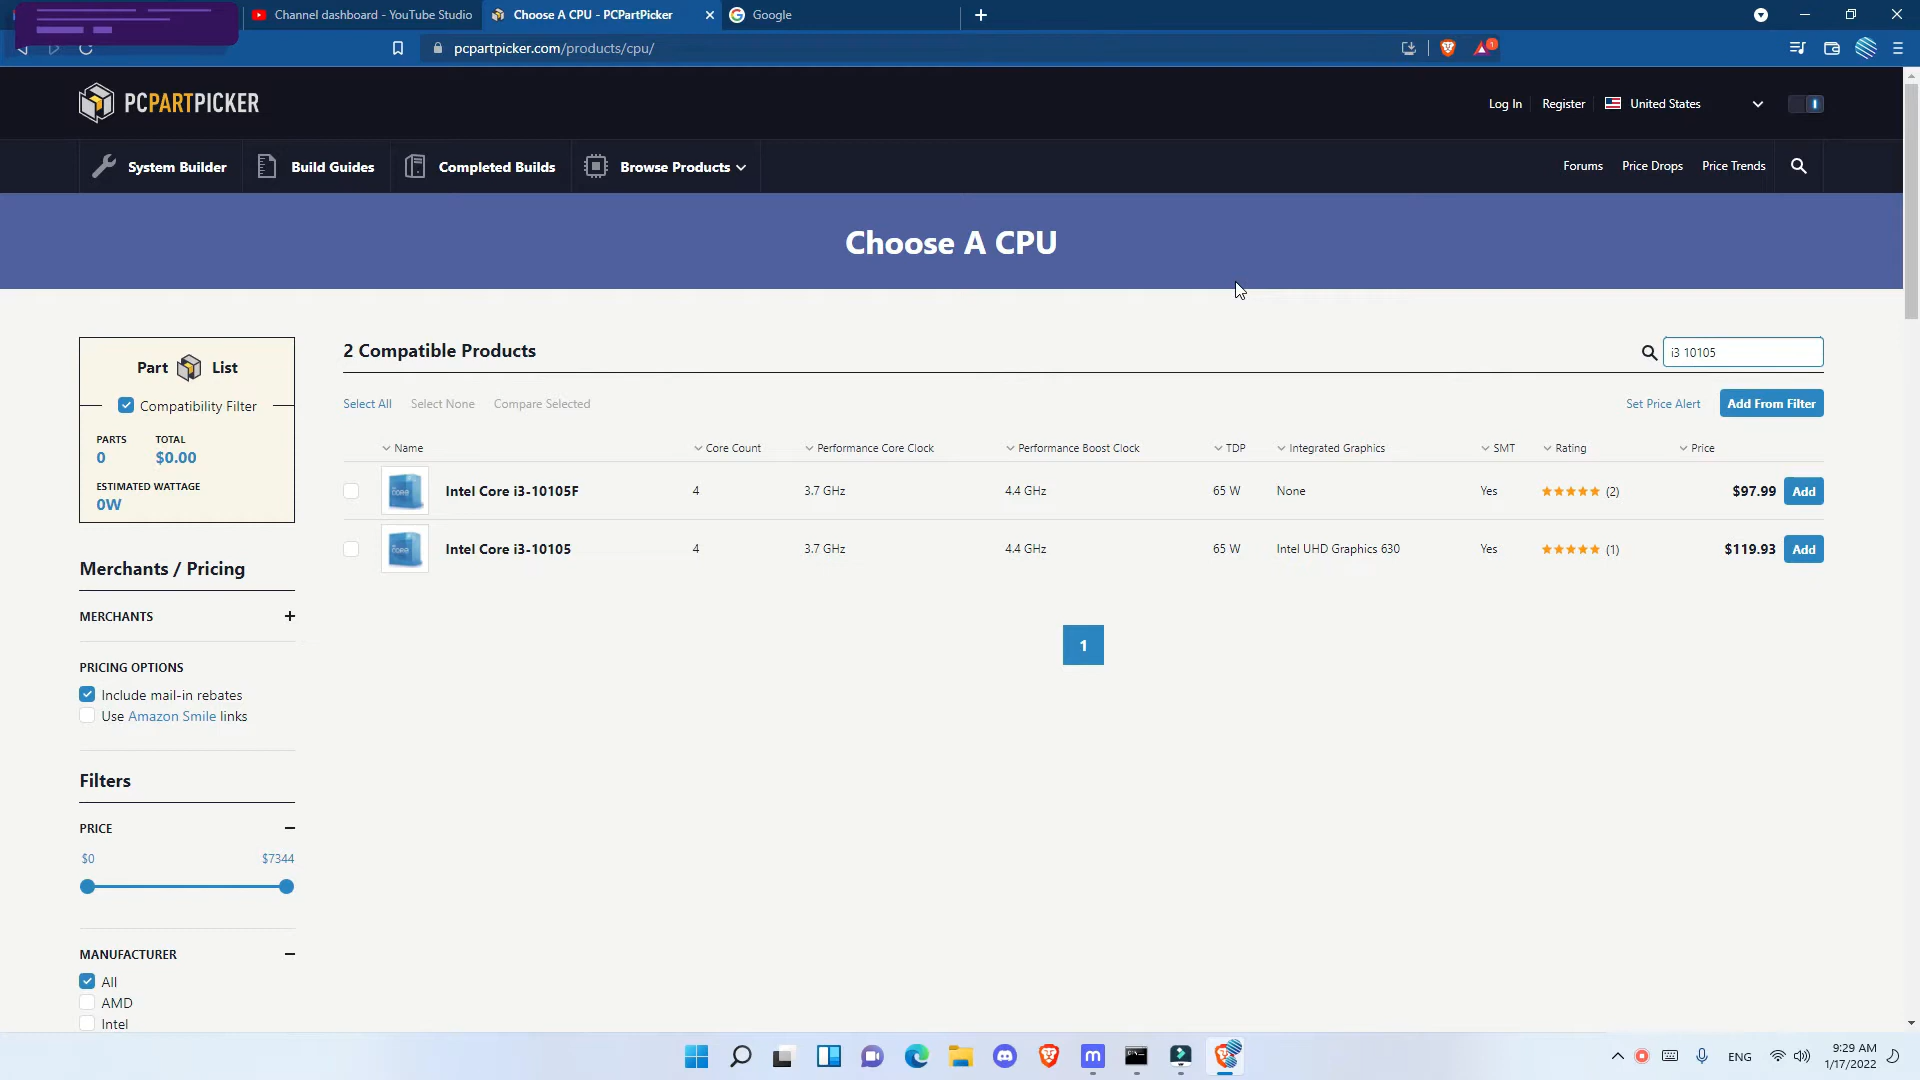 Channel dashboard - YouTube Studio
Choose A CPU - PCPartPicker
Google
pcpartpicker.com/products/cpu/
1
PCPARTPICKER
Log In
Register
United States
System Builder
Build Guides
Completed Builds
Browse Products
Forums
Price Drops
Price Trends
Choose A CPU
Part List
Compatibility Filter
PARTS TOTAL
0 $0.00
ESTIMATED WATTAGE
0W
Merchants / Pricing
MERCHANTS
PRICING OPTIONS
Include mail-in rebates
Use Amazon Smile links
Filters
PRICE
$0 $7344
MANUFACTURER
All
AMD
Intel
2 Compatible Products
i3 10105
Select All Select None Compare Selected
Set Price Alert Add From Filter
Name Core Count Performance Core Clock Performance Boost Clock TDP Integrated Graphics SMT Rating Price
Intel Core i3-10105F 4 3.7 GHz 4.4 GHz 65 W None Yes (2) $97.99 Add
Intel Core i3-10105 4 3.7 GHz 4.4 GHz 65 W Intel UHD Graphics 630 Yes (1) $119.93 Add
1
ENG
9:29 AM
1/17/2022